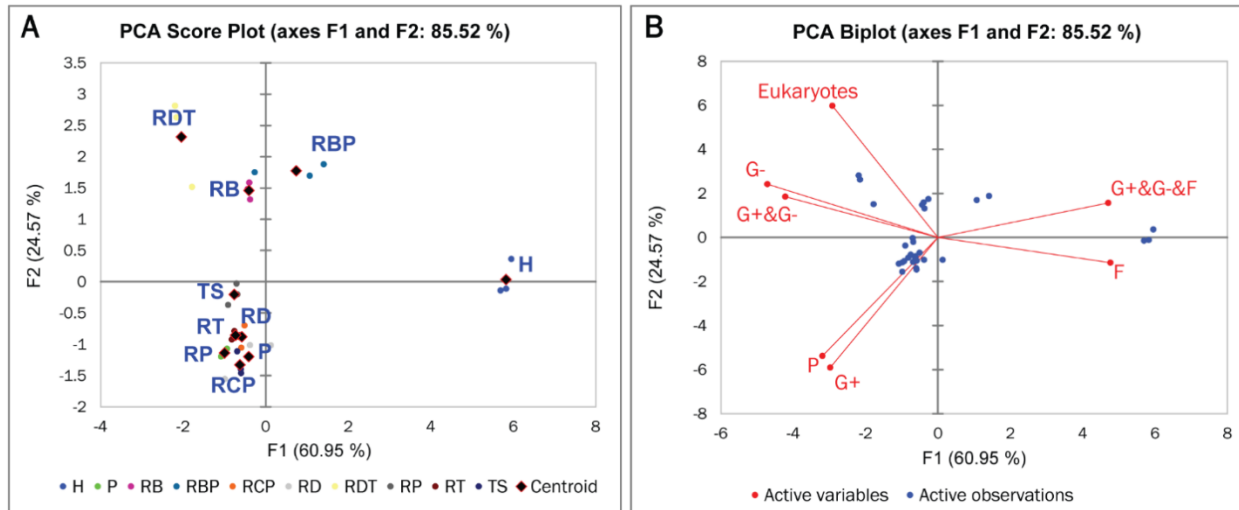 A
PCA Score Plot (axes F1 and F2: 85.52 %)
3.5
3
2.5
2
1.5
1
0.5
0
-0.5
-1
-1.5
-2
F2 (24.57 %)
RDT
RBP
RB
H
TS
RD
RT
RP
P
RCP
-4 -2 0 2 4 6 8
F1 (60.95 %)
H P RB RBP RCP RD RDT RP RT TS Centroid
B
PCA Biplot (axes F1 and F2: 85.52 %)
8
6
4
2
0
-2
-4
-6
-8
F2 (24.57 %)
Eukaryotes
G-
G+&G-
G+&G-&F
F
P
G+
-6 -4 -2 0 2 4 6 8
F1 (60.95 %)
Active variables Active observations